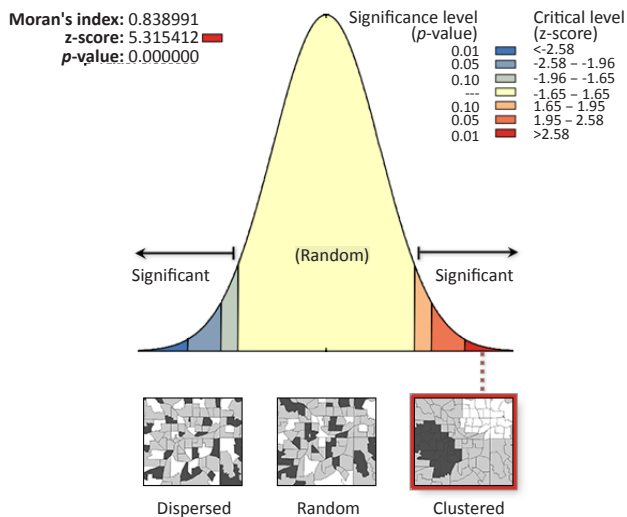 Moran's index: 0.838991
z-score: 5.315412
p-value: 0.000000
Significance level
(p-value)
Critical level
(z-score)
0.01 <-2.58
0.05 -2.58 – -1.96
0.10 -1.96 – -1.65
--- -1.65 – 1.65
0.10 1.65 – 1.95
0.05 1.95 – 2.58
0.01 >2.58
(Random)
Significant
Significant
Dispersed
Random
Clustered